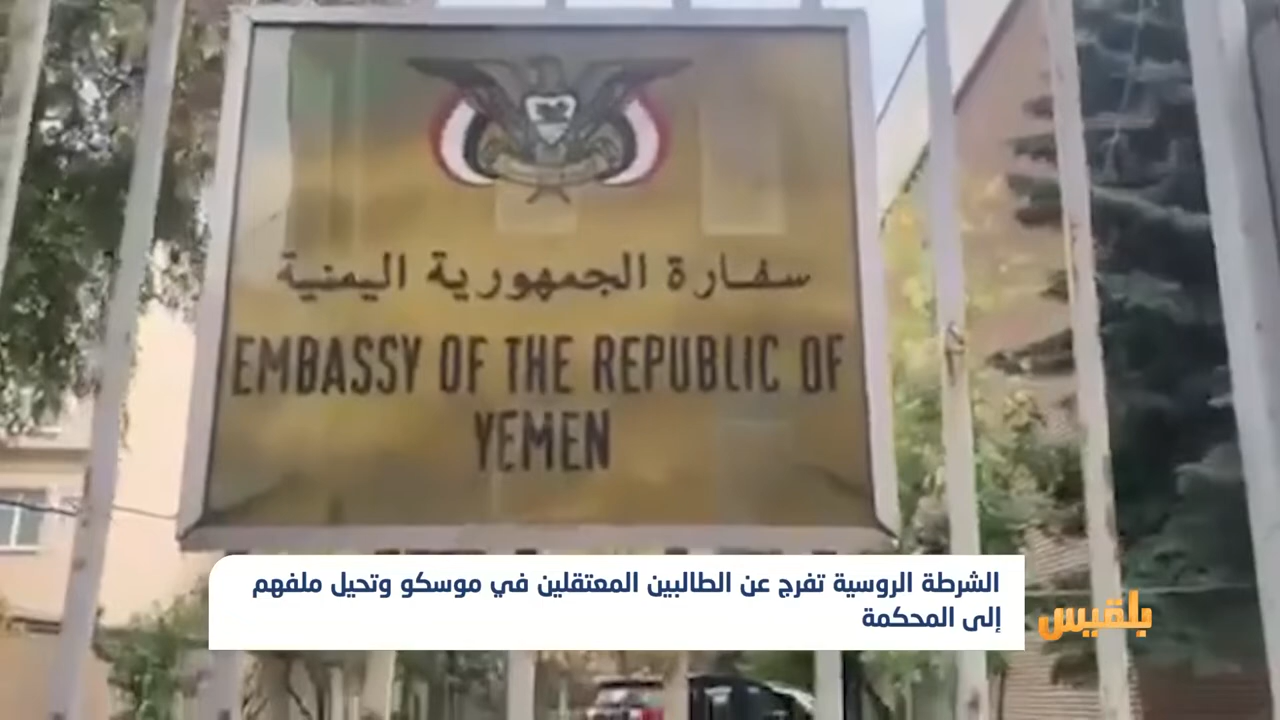 سفارة الجمهورية اليمنية
EMBASSY OF THE REPUBLIC OF
YEMEN
الشرطة الروسية تفرج عن الطالبين المعتقلين في موسكو وتحيل ملفهم
إلى المحكمة
بلقيس